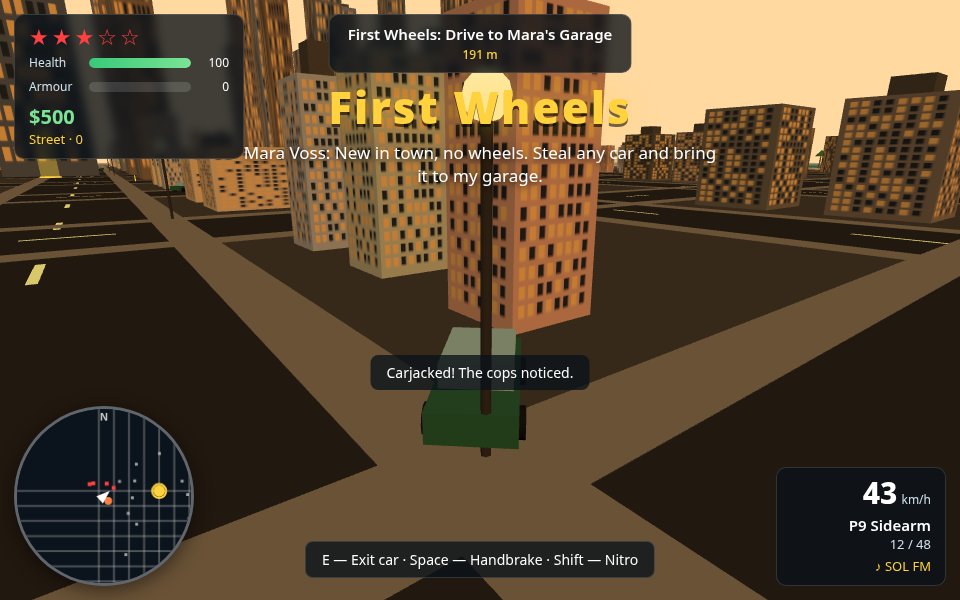 ★★★☆☆
Health 100
Armour 0
$500
Street · 0
First Wheels: Drive to Mara's Garage
191 m
First Wheels
Mara Voss: New in town, no wheels. Steal any car and bring
it to my garage.
Carjacked! The cops noticed.
N
E — Exit car · Space — Handbrake · Shift — Nitro
43 km/h
P9 Sidearm
12 / 48
♪ SOL FM